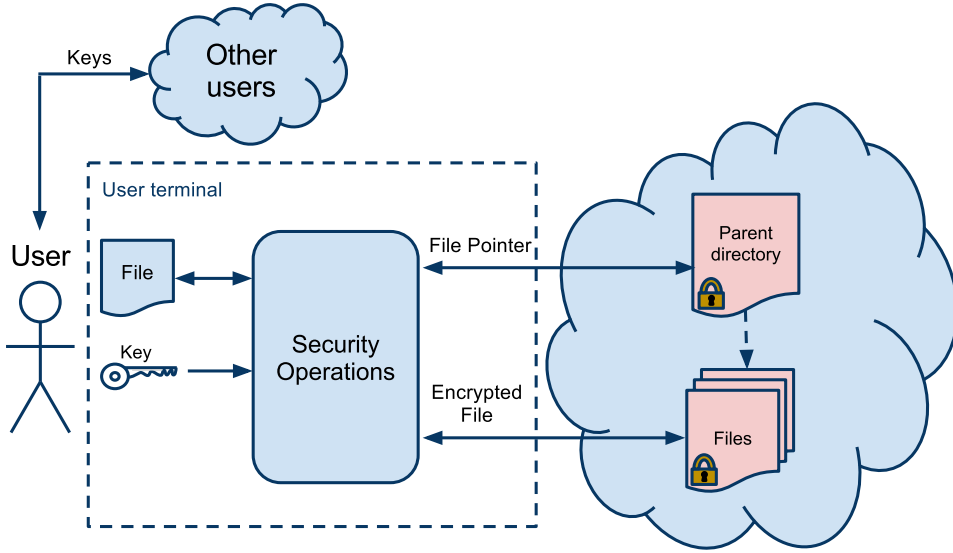 Other
users
Keys
User terminal
User
File
Key
Security
Operations
File Pointer
Encrypted
File
Parent
directory
Files